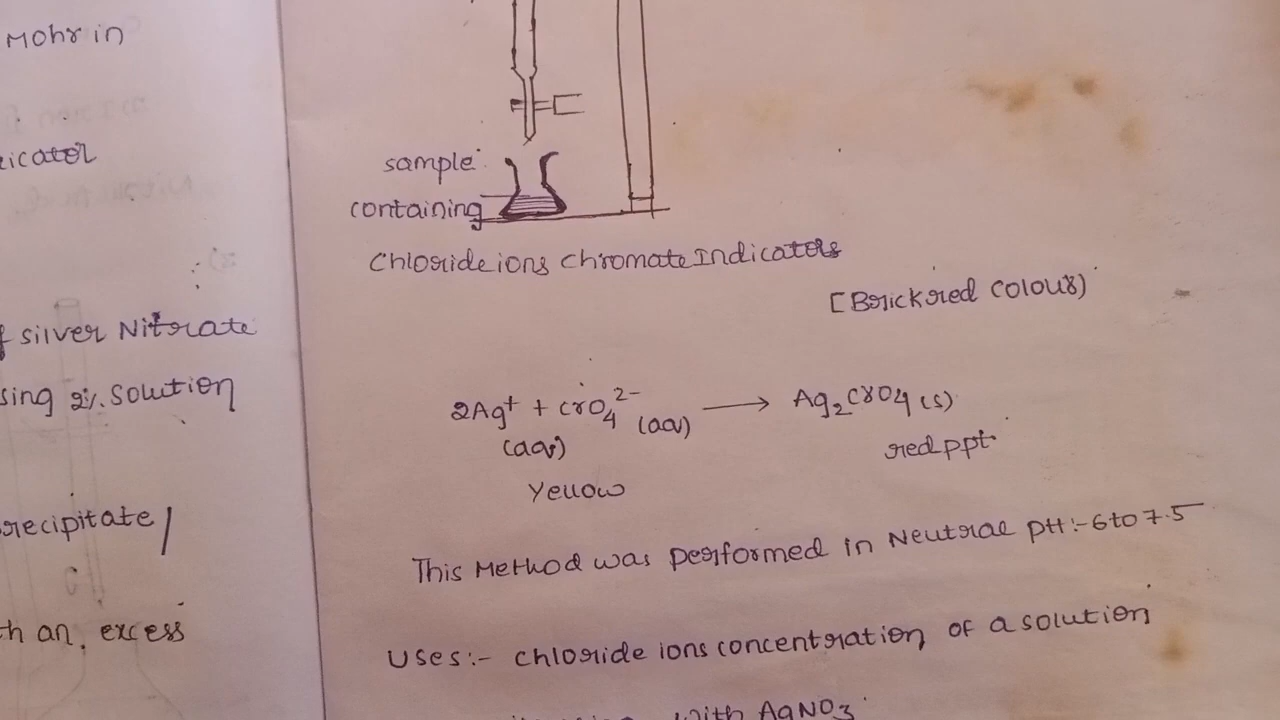 Mohr in
icator
f silver Nitrate
sing 2% solution
recipitate/
th an, excess
sample
containing
Chloride ions chromate Indicators
[Brick red colour)
2Ag⁺ + CrO₄²⁻ (aq) ⟶ Ag₂CrO₄ (s)
(aq)
red ppt
Yellow
This Method was performed in Neutral pH:- 6 to 7.5
Uses:- chloride ions concentration of a solution
with AgNO₃